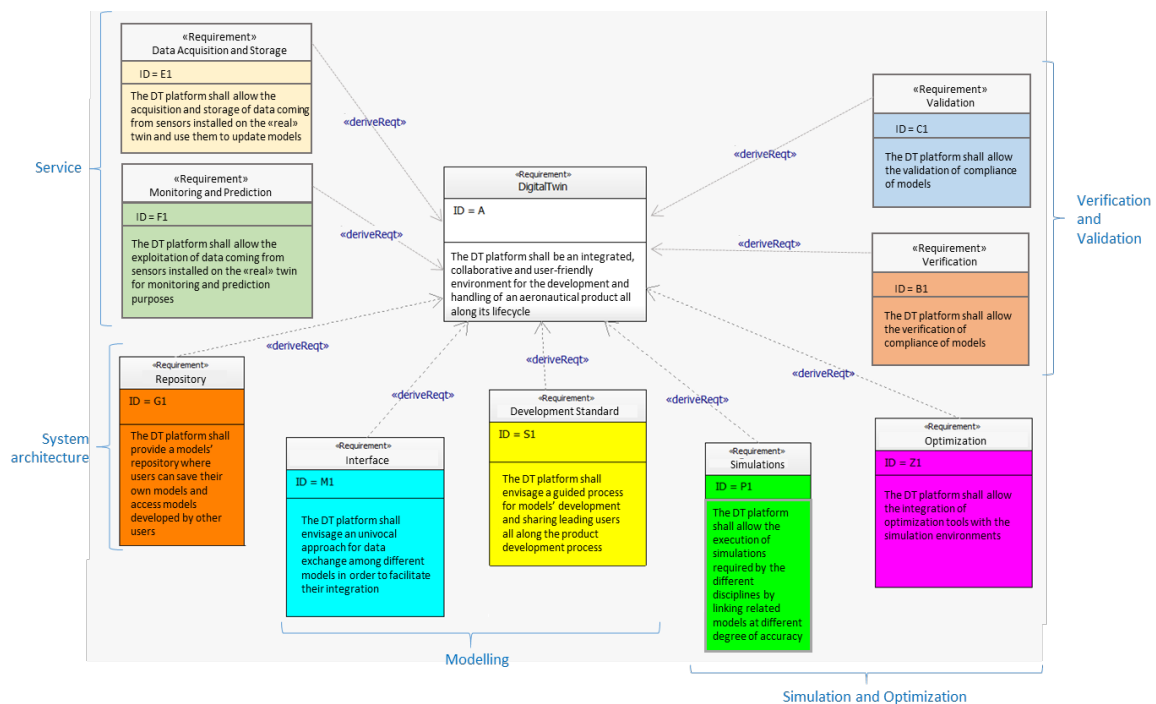 «Requirement»
Data Acquisition and Storage
ID = E1
The DT platform shall allow the
acquisition and storage of data coming
from sensors installed on the «real»
twin and use them to update models
«deriveReqt»
Service
«Requirement»
Monitoring and Prediction
ID = F1
The DT platform shall allow the
exploitation of data coming from
sensors installed on the «real» twin
for monitoring and prediction
purposes
«deriveReqt»
«Requirement»
DigitalTwin
ID = A
The DT platform shall be an integrated,
collaborative and user-friendly
environment for the development and
handling of an aeronautical product all
along its lifecycle
«Requirement»
Validation
ID = C1
The DT platform shall allow
the validation of compliance
of models
«deriveReqt»
Verification
and
Validation
«Requirement»
Verification
ID = B1
The DT platform shall allow
the verification of
compliance of models
«deriveReqt»
«deriveReqt»
«Requirement»
Repository
ID = G1
The DT platform shall
provide a models’
repository where
users can save their
own models and
access models
developed by other
users
System
architecture
«deriveReqt»
«Requirement»
Interface
ID = M1
The DT platform shall
envisage an univocal
approach for data
exchange among different
models in order to facilitate
their integration
«deriveReqt»
«Requirement»
Development Standard
ID = S1
The DT platform shall
envisage a guided process
for models’ development
and sharing leading users
all along the product
development process
Modelling
«deriveReqt»
«Requirement»
Simulations
ID = P1
The DT platform
shall allow the
execution of
simulations
required by the
different
disciplines by
linking related
models at different
degree of accuracy
«deriveReqt»
«Requirement»
Optimization
ID = Z1
The DT platform shall allow
the integration of
optimization tools with the
simulation environments
Simulation and Optimization